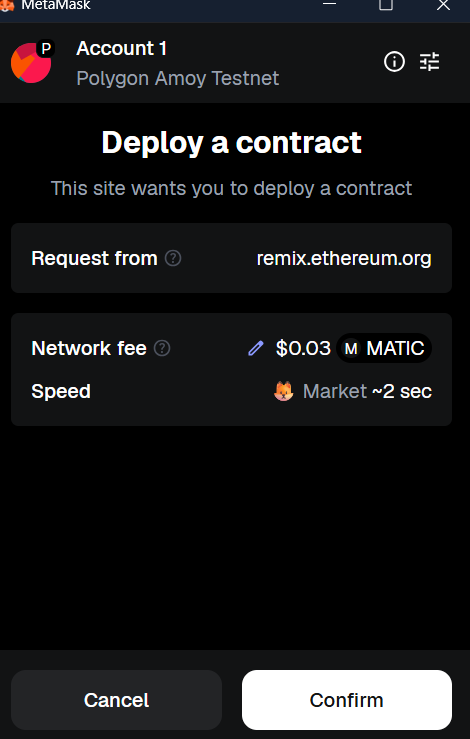 MetaMask
P
Account 1
Polygon Amoy Testnet
Deploy a contract
This site wants you to deploy a contract
Request from ? remix.ethereum.org
Network fee ? $0.03 M MATIC
Speed Market ~2 sec
Cancel Confirm